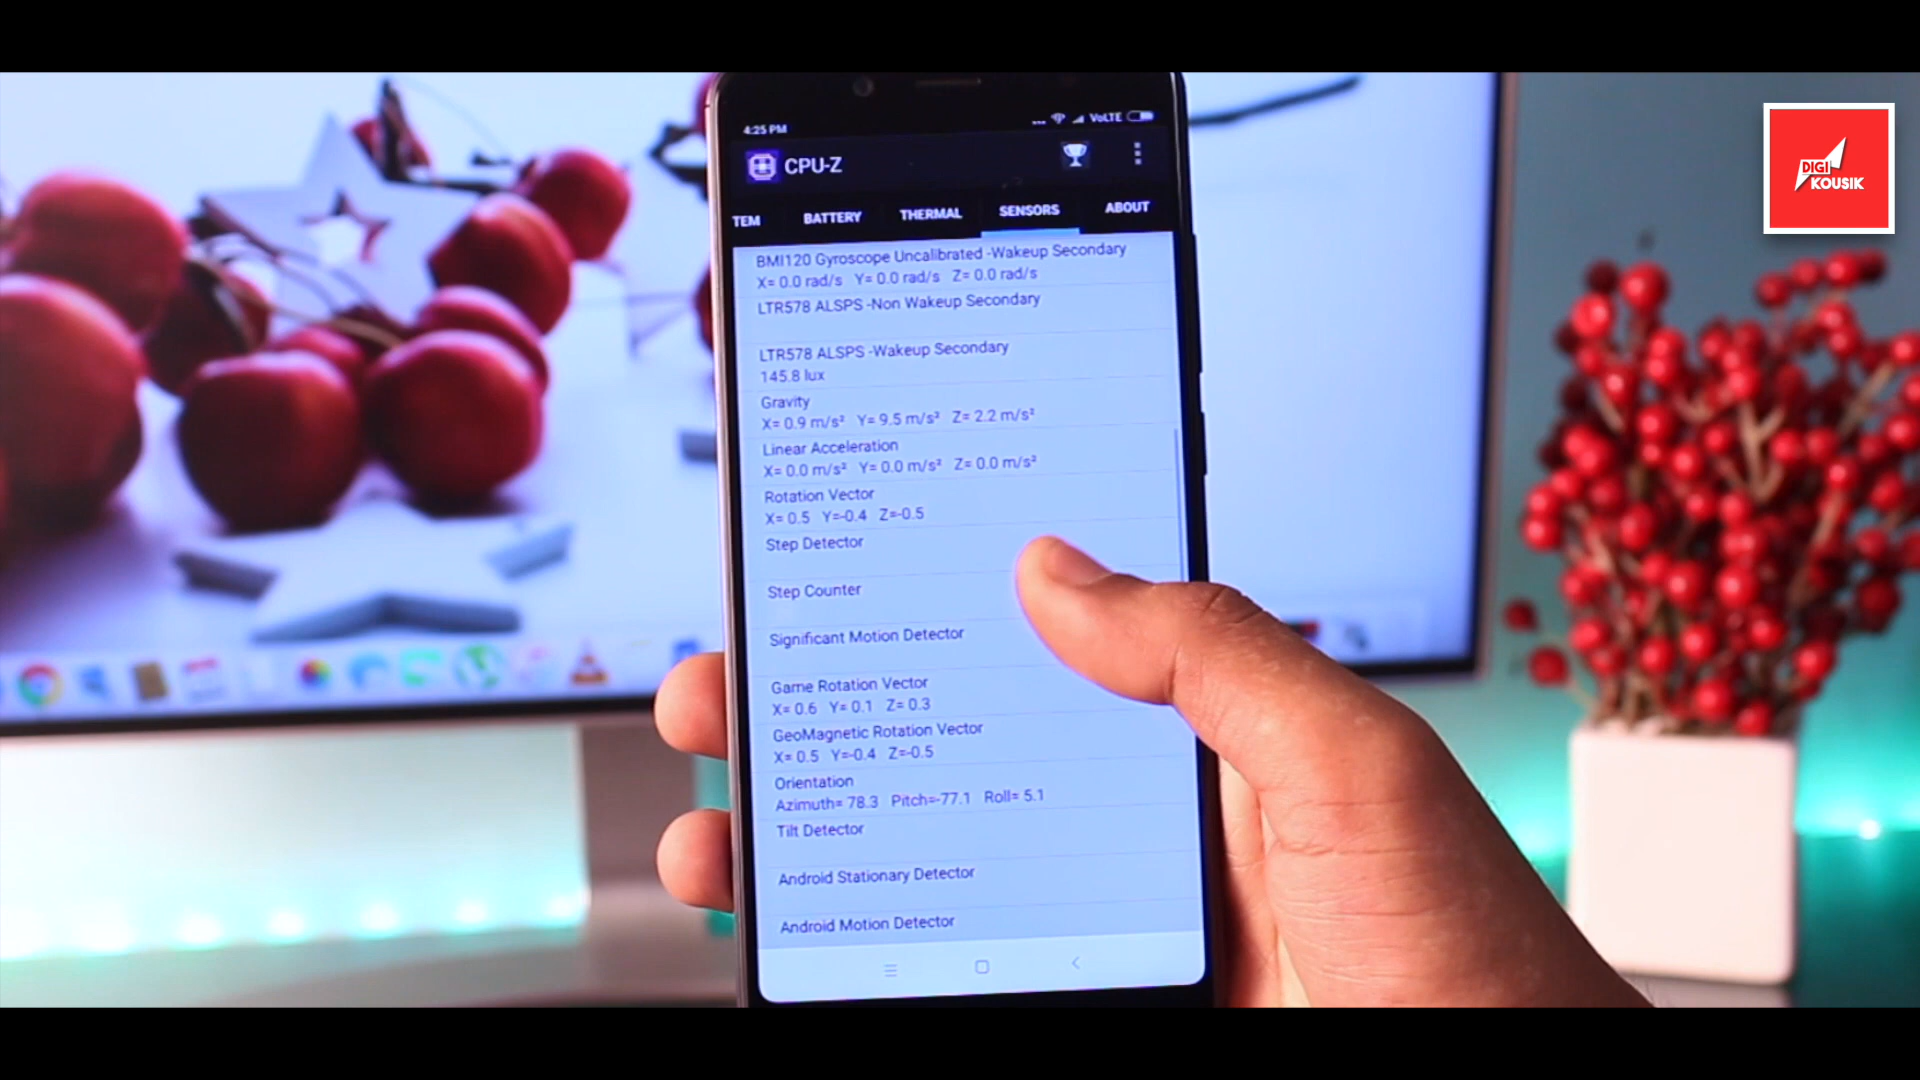 DIGI
KOUSIK
4:25 PM
... VoLTE
CPU-Z
TEM BATTERY THERMAL SENSORS ABOUT
BMI120 Gyroscope Uncalibrated -Wakeup Secondary
X= 0.0 rad/s Y= 0.0 rad/s Z= 0.0 rad/s
LTR578 ALSPS -Non Wakeup Secondary
LTR578 ALSPS -Wakeup Secondary
145.8 lux
Gravity
X= 0.9 m/s² Y= 9.5 m/s² Z= 2.2 m/s²
Linear Acceleration
X= 0.0 m/s² Y= 0.0 m/s² Z= 0.0 m/s²
Rotation Vector
X= 0.5 Y=-0.4 Z=-0.5
Step Detector
Step Counter
Significant Motion Detector
Game Rotation Vector
X= 0.6 Y= 0.1 Z= 0.3
GeoMagnetic Rotation Vector
X= 0.5 Y=-0.4 Z=-0.5
Orientation
Azimuth= 78.3 Pitch=-77.1 Roll= 5.1
Tilt Detector
Android Stationary Detector
Android Motion Detector